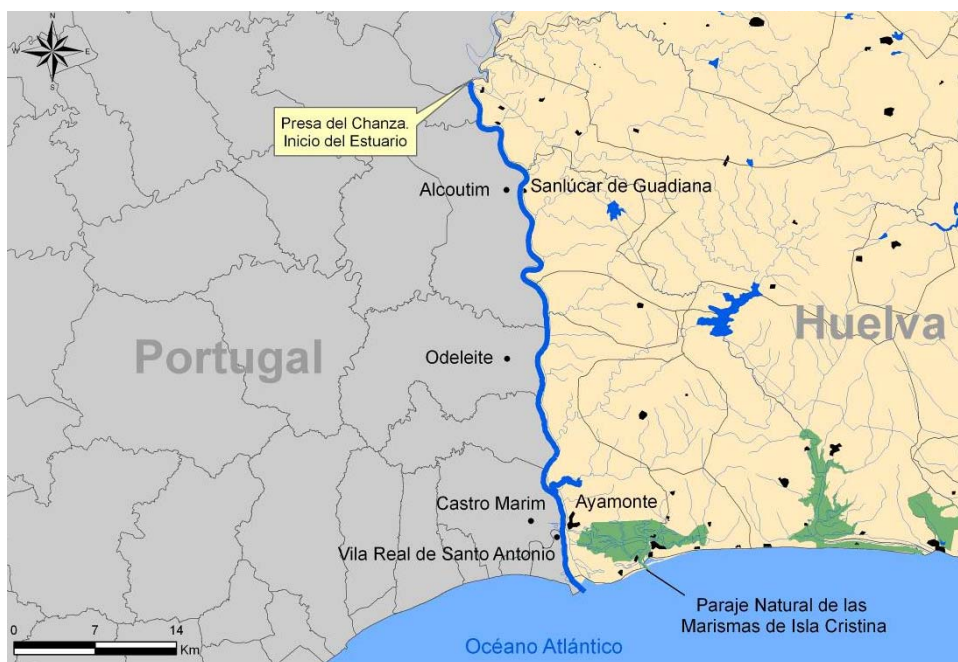 N
W
E
S
Presa del Chanza.
Inicio del Estuario
Alcoutim
Sanlúcar de Guadiana
Portugal
Huelva
Odeleite
Castro Marim
Ayamonte
Vila Real de Santo Antonio
Paraje Natural de las
Marismas de Isla Cristina
0 7 14
Km
Océano Atlántico